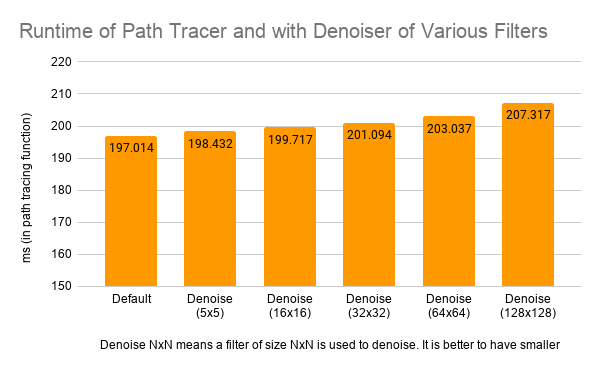 Runtime of Path Tracer and with Denoiser of Various Filters
ms (in path tracing function)
220
210
200
190
180
170
160
150
197.014
198.432
199.717
201.094
203.037
207.317
Default
Denoise
(5x5)
Denoise
(16x16)
Denoise
(32x32)
Denoise
(64x64)
Denoise
(128x128)
Denoise NxN means a filter of size NxN is used to denoise. It is better to have smaller